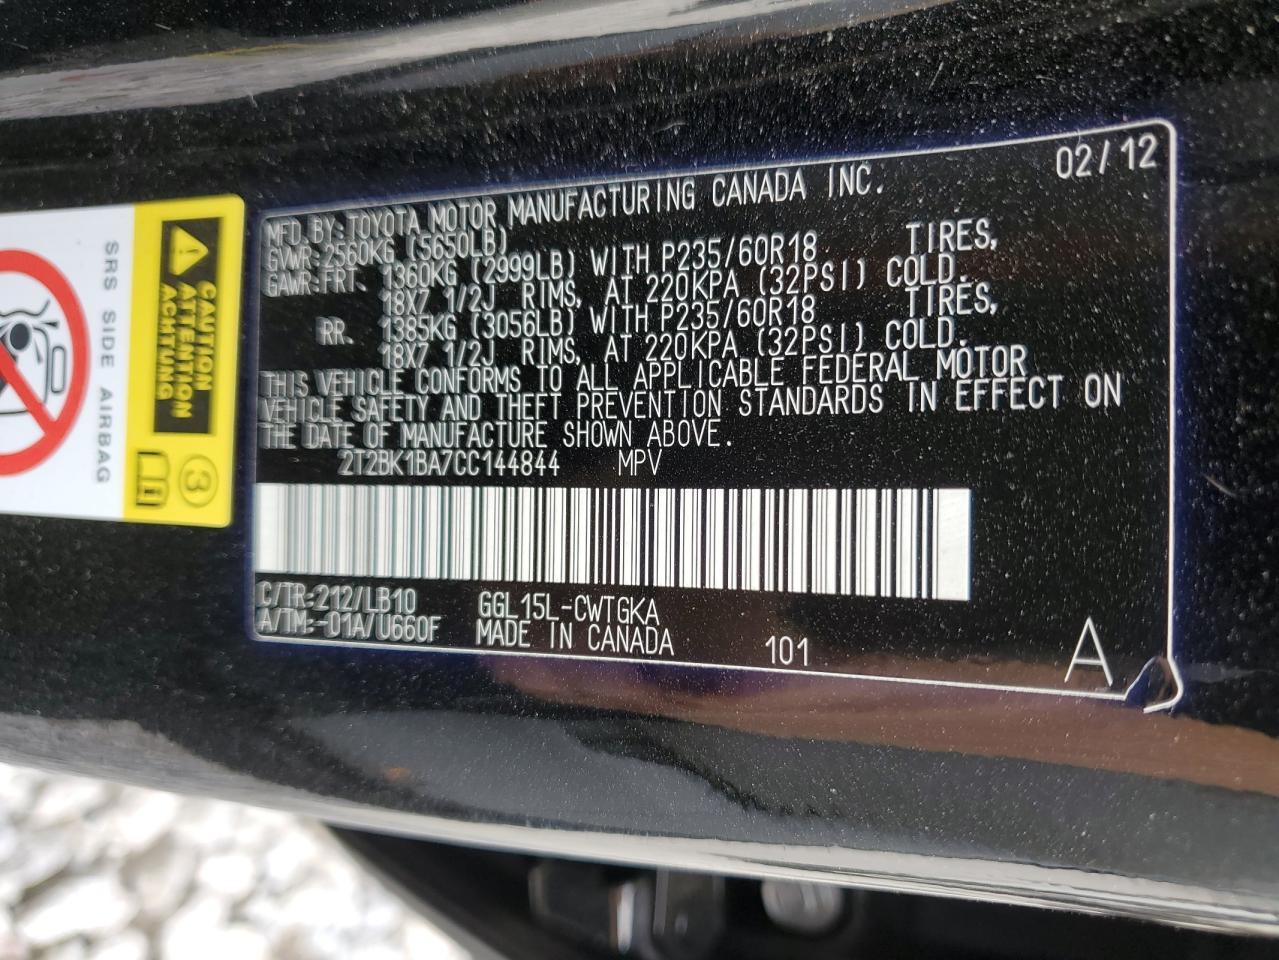 02/12
MFD.BY:TOYOTA MOTOR MANUFACTURING CANADA INC.
GVWR:2560KG (5650LB)
GAWR:FRT. 1360KG (2999LB) WITH P235/60R18 TIRES,
18X7 1/2J RIMS, AT 220KPA (32PSI) COLD.
RR. 1385KG (3056LB) WITH P235/60R18 TIRES,
18X7 1/2J RIMS, AT 220KPA (32PSI) COLD.
THIS VEHICLE CONFORMS TO ALL APPLICABLE FEDERAL MOTOR
VEHICLE SAFETY AND THEFT PREVENTION STANDARDS IN EFFECT ON
THE DATE OF MANUFACTURE SHOWN ABOVE.
2T2BK1BA7CC144844 MPV
C/TR:212/LB10 GGL15L-CWTGKA
A/TM:-01A/U660F MADE IN CANADA 101 A
CAUTION
ATTENTION
ACHTUNG
3
SRS SIDE AIRBAG